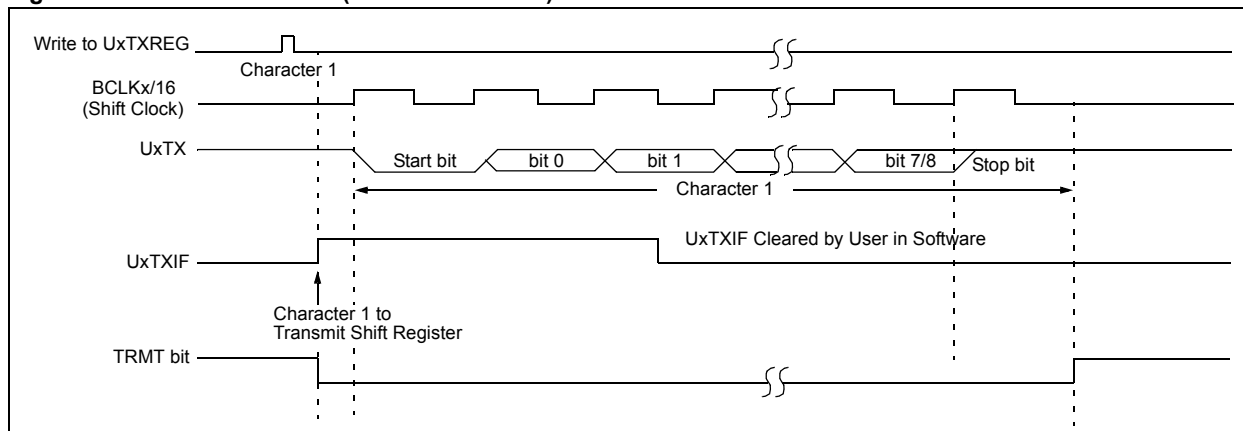 Write to UxTXREG
Character 1
BCLKx/16
(Shift Clock)
UxTX
Start bit
bit 0
bit 1
bit 7/8
Stop bit
Character 1
UxTXIF
UxTXIF Cleared by User in Software
Character 1 to
Transmit Shift Register
TRMT bit